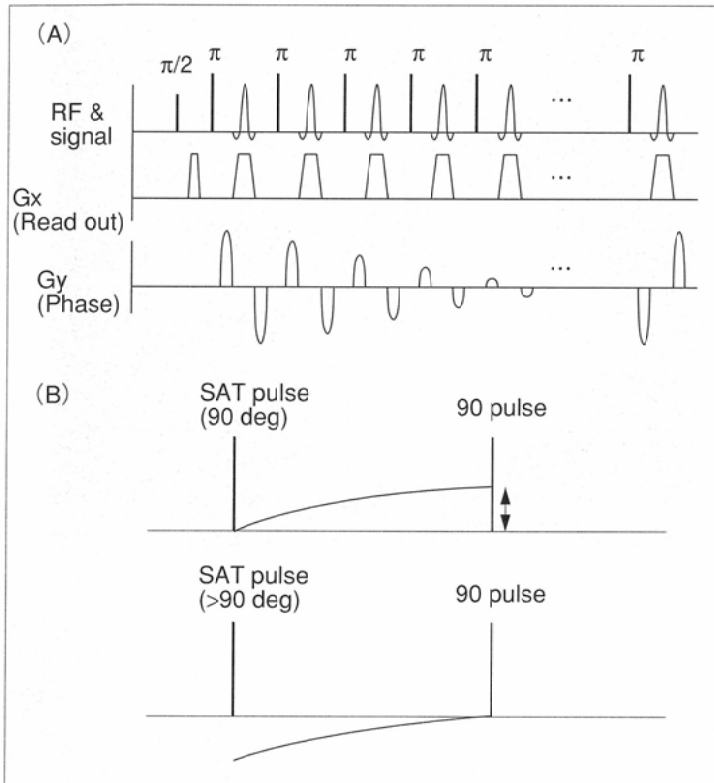 (A)
π/2 π π π π π π
RF &
signal
...
Gx
(Read out)
...
Gy
(Phase)
...
(B)
SAT pulse
(90 deg)
90 pulse
SAT pulse
(>90 deg)
90 pulse